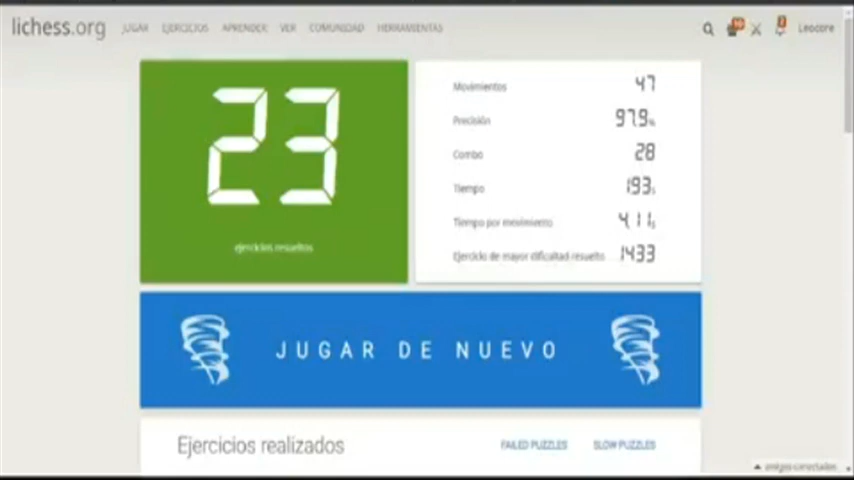 lichess.org JUGAR EJERCICIOS APRENDER VER COMUNIDAD HERRAMIENTAS Leocore
23
ejercicios resueltos
Movimientos 47
Precisión 97.9%
Combo 28
Tiempo 193s
Tiempo por movimiento 4.11s
Ejercicio de mayor dificultad resuelto 1433
JUGAR DE NUEVO
Ejercicios realizados FAILED PUZZLES SLOW PUZZLES
amigos conectados